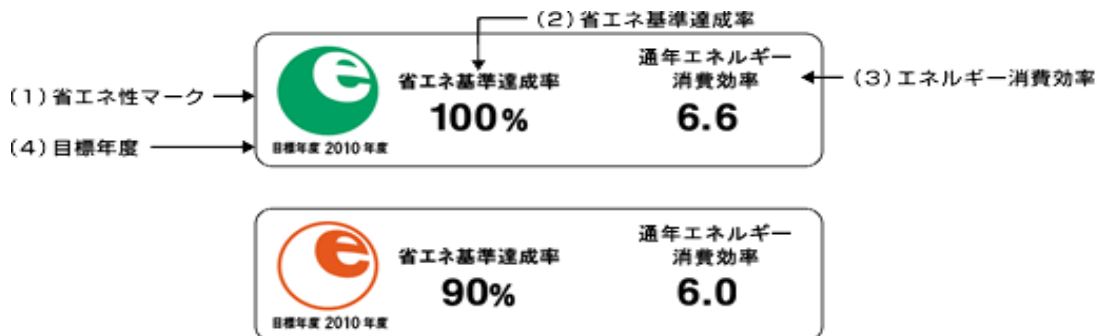 (2)省エネ基準達成率
(1)省エネ性マーク
(4)目標年度
e
省エネ基準達成率
100%
通年エネルギー
消費効率
6.6
目標年度 2010 年度
(3)エネルギー消費効率
e
省エネ基準達成率
90%
通年エネルギー
消費効率
6.0
目標年度 2010 年度